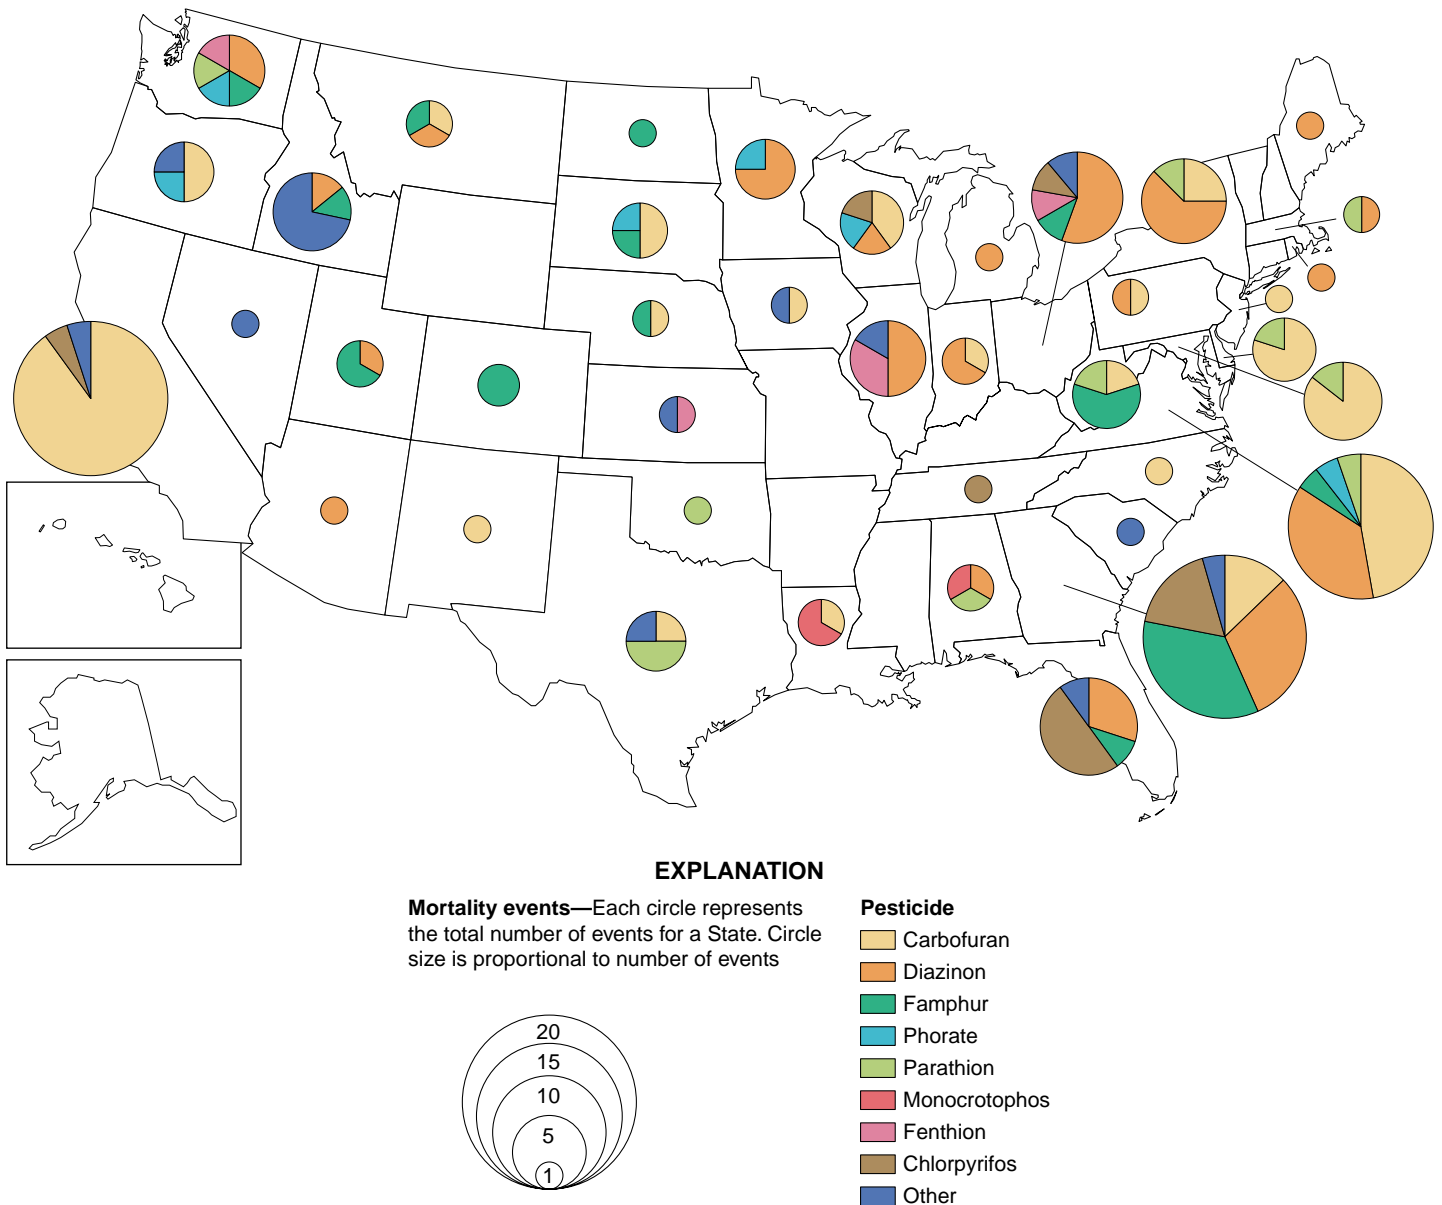 EXPLANATION
Mortality events—Each circle represents
the total number of events for a State. Circle
size is proportional to number of events
20
15
10
5
1
Pesticide
Carbofuran
Diazinon
Famphur
Phorate
Parathion
Monocrotophos
Fenthion
Chlorpyrifos
Other